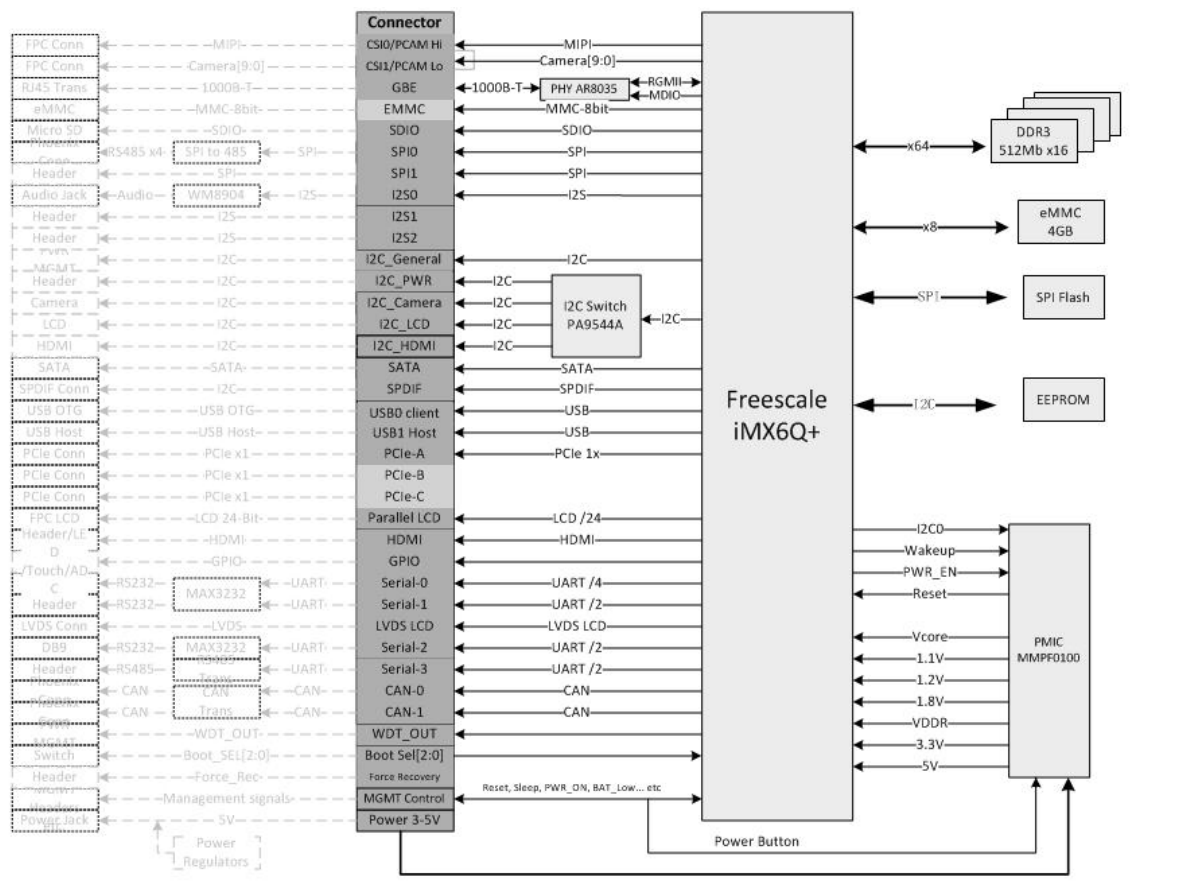 Connector
FPC Conn MIPI CSI0/PCAM Hi MIPI
FPC Conn Camera[9:0] CSI1/PCAM Lo Camera[9:0]
RJ45 Trans 1000B-T GBE 1000B-T PHY AR8035 RGMII
MDIO
eMMC MMC-8bit EMMC MMC-8bit
Micro SD SDIO SDIO SDIO
RS485 x4 SPI to 485 SPI SPI0 SPI
Header SPI SPI1 SPI
Audio Jack Audio WM8904 I2S I2S0 I2S
Header I2S I2S1
Header I2S I2S2
MGMT I2C I2C_General I2C
Header I2C I2C_PWR I2C
Camera I2C I2C_Camera I2C
I2C Switch
PA9544A
I2C
LCD I2C I2C_LCD I2C
HDMI I2C I2C_HDMI I2C
SATA SATA SATA SATA
SPDIF Conn I2C SPDIF SPDIF
USB OTG USB OTG USB0 client USB
USB Host USB Host USB1 Host USB
PCIe Conn PCIe x1 PCIe-A PCIe 1x
PCIe Conn PCIe x1 PCIe-B
PCIe Conn PCIe x1 PCIe-C
FPC LCD LCD 24-Bit Parallel LCD LCD /24
Header/LE
D
HDMI HDMI HDMI
GPIO GPIO
/Touch/AD
C
RS232 MAX3232 UART Serial-0 UART /4
Header RS232 UART Serial-1 UART /2
LVDS Conn LVDS LVDS LCD LVDS LCD
DB9 RS232 MAX3232 UART Serial-2 UART /2
Header RS485 Trans UART Serial-3 UART /2
CAN CAN
Trans
CAN CAN-0 CAN
CAN CAN CAN-1 CAN
MGMT WDT_OUT WDT_OUT
Switch Boot_SEL[2:0] Boot Sel[2:0]
Header Force_Rec Force Recovery
Management signals MGMT Control Reset, Sleep, PWR_ON, BAT_Low... etc
Power Jack 5V Power 3-5V
Power
Regulators
Power Button
Freescale
iMX6Q+
x64
DDR3
512Mb x16
x8
eMMC
4GB
SPI
SPI Flash
I2C
EEPROM
I2C0
Wakeup
PWR_EN
Reset
Vcore
1.1V
1.2V
1.8V
VDDR
3.3V
5V
PMIC
MMPF0100